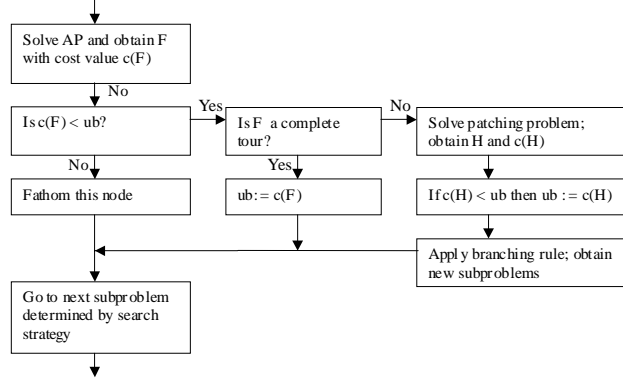 Solve AP and obtain F
with cost value c(F)
No
Is c(F) < ub?
Yes
Is F a complete
tour?
No
Solve patching problem;
obtain H and c(H)
No
Yes
Fathom this node
ub: = c(F)
If c(H) < ub then ub := c(H)
Apply branching rule; obtain
new subproblems
Go to next subproblem
determined by search
strategy